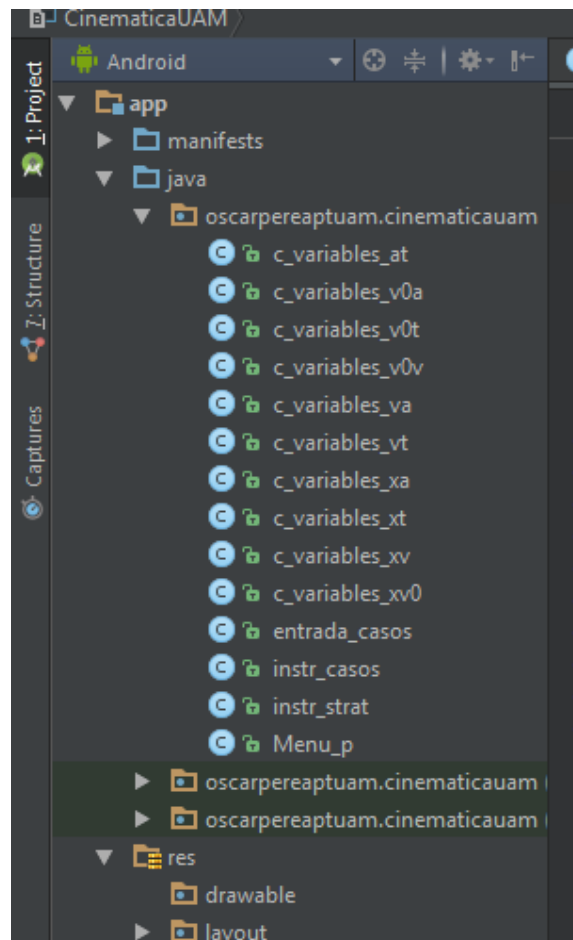 CinematicaUAM
Android
1: Project
7: Structure
Captures
app
manifests
java
oscarpereaptuam.cinematicauam
c_variables_at
c_variables_v0a
c_variables_v0t
c_variables_v0v
c_variables_va
c_variables_vt
c_variables_xa
c_variables_xt
c_variables_xv
c_variables_xv0
entrada_casos
instr_casos
instr_strat
Menu_p
oscarpereaptuam.cinematicauam (
oscarpereaptuam.cinematicauam (
res
drawable
layout